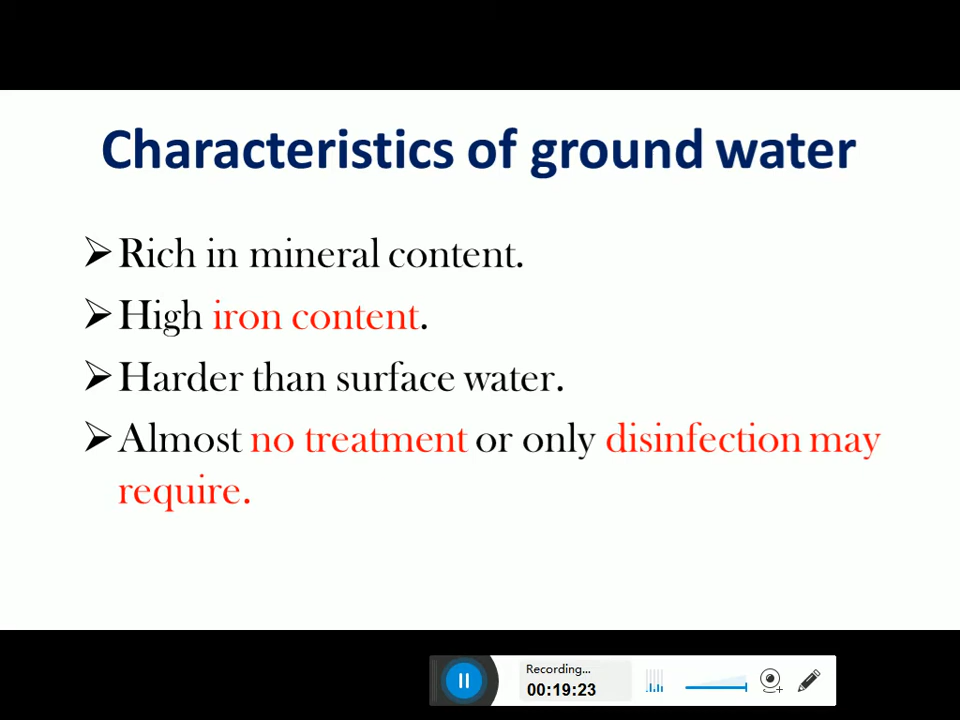 Characteristics of ground water
Rich in mineral content.
High iron content.
Harder than surface water.
Almost no treatment or only disinfection may
require.
Recording...
00:19:23